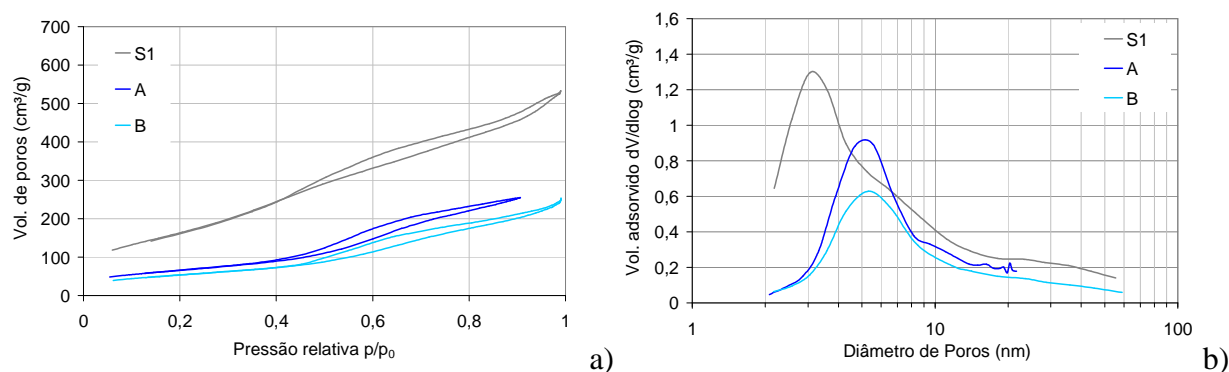 Vol. de poros (cm³/g)
700
600
500
400
300
200
100
0
S1
A
B
0
0,2
0,4
0,6
0,8
1
Pressão relativa p/p₀
a)
Vol. adsorvido dV/dlog (cm³/g)
1,6
1,4
1,2
1
0,8
0,6
0,4
0,2
0
S1
A
B
1
10
100
Diâmetro de Poros (nm)
b)